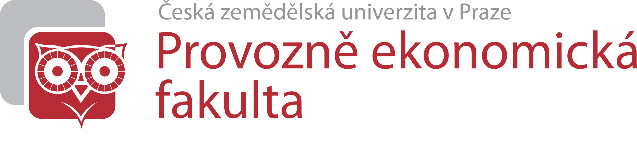 Česká zemědělská univerzita v Praze
Provozně ekonomická
fakulta